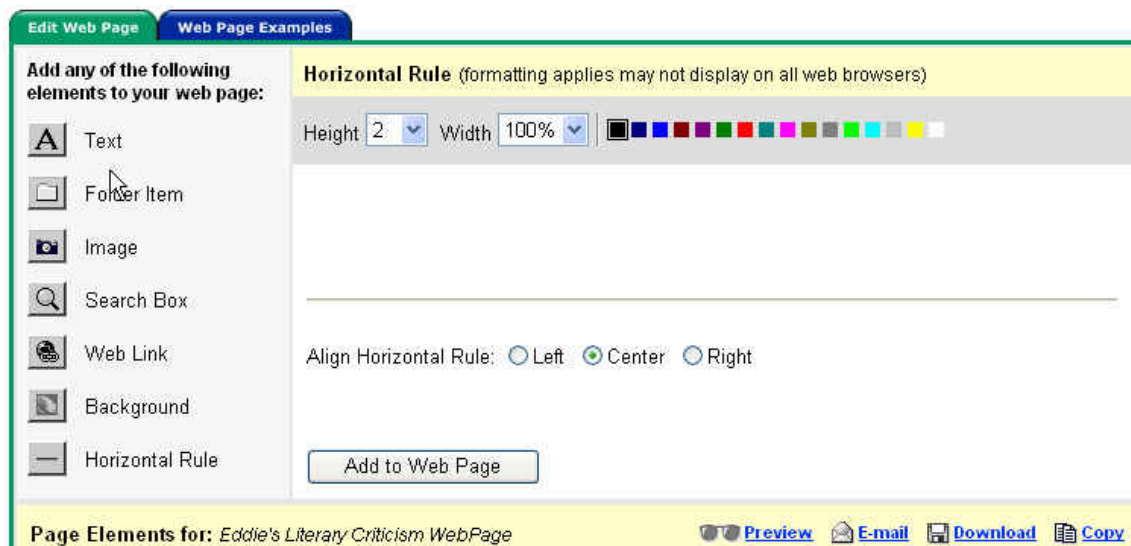 Edit Web Page
Web Page Examples
Add any of the following
elements to your web page:
A Text
Folder Item
Image
Search Box
Web Link
Background
Horizontal Rule
Horizontal Rule (formatting applies may not display on all web browsers)
Height 2 Width 100%
Align Horizontal Rule: Left Center Right
Add to Web Page
Page Elements for: Eddie's Literary Criticism WebPage
Preview E-mail Download Copy